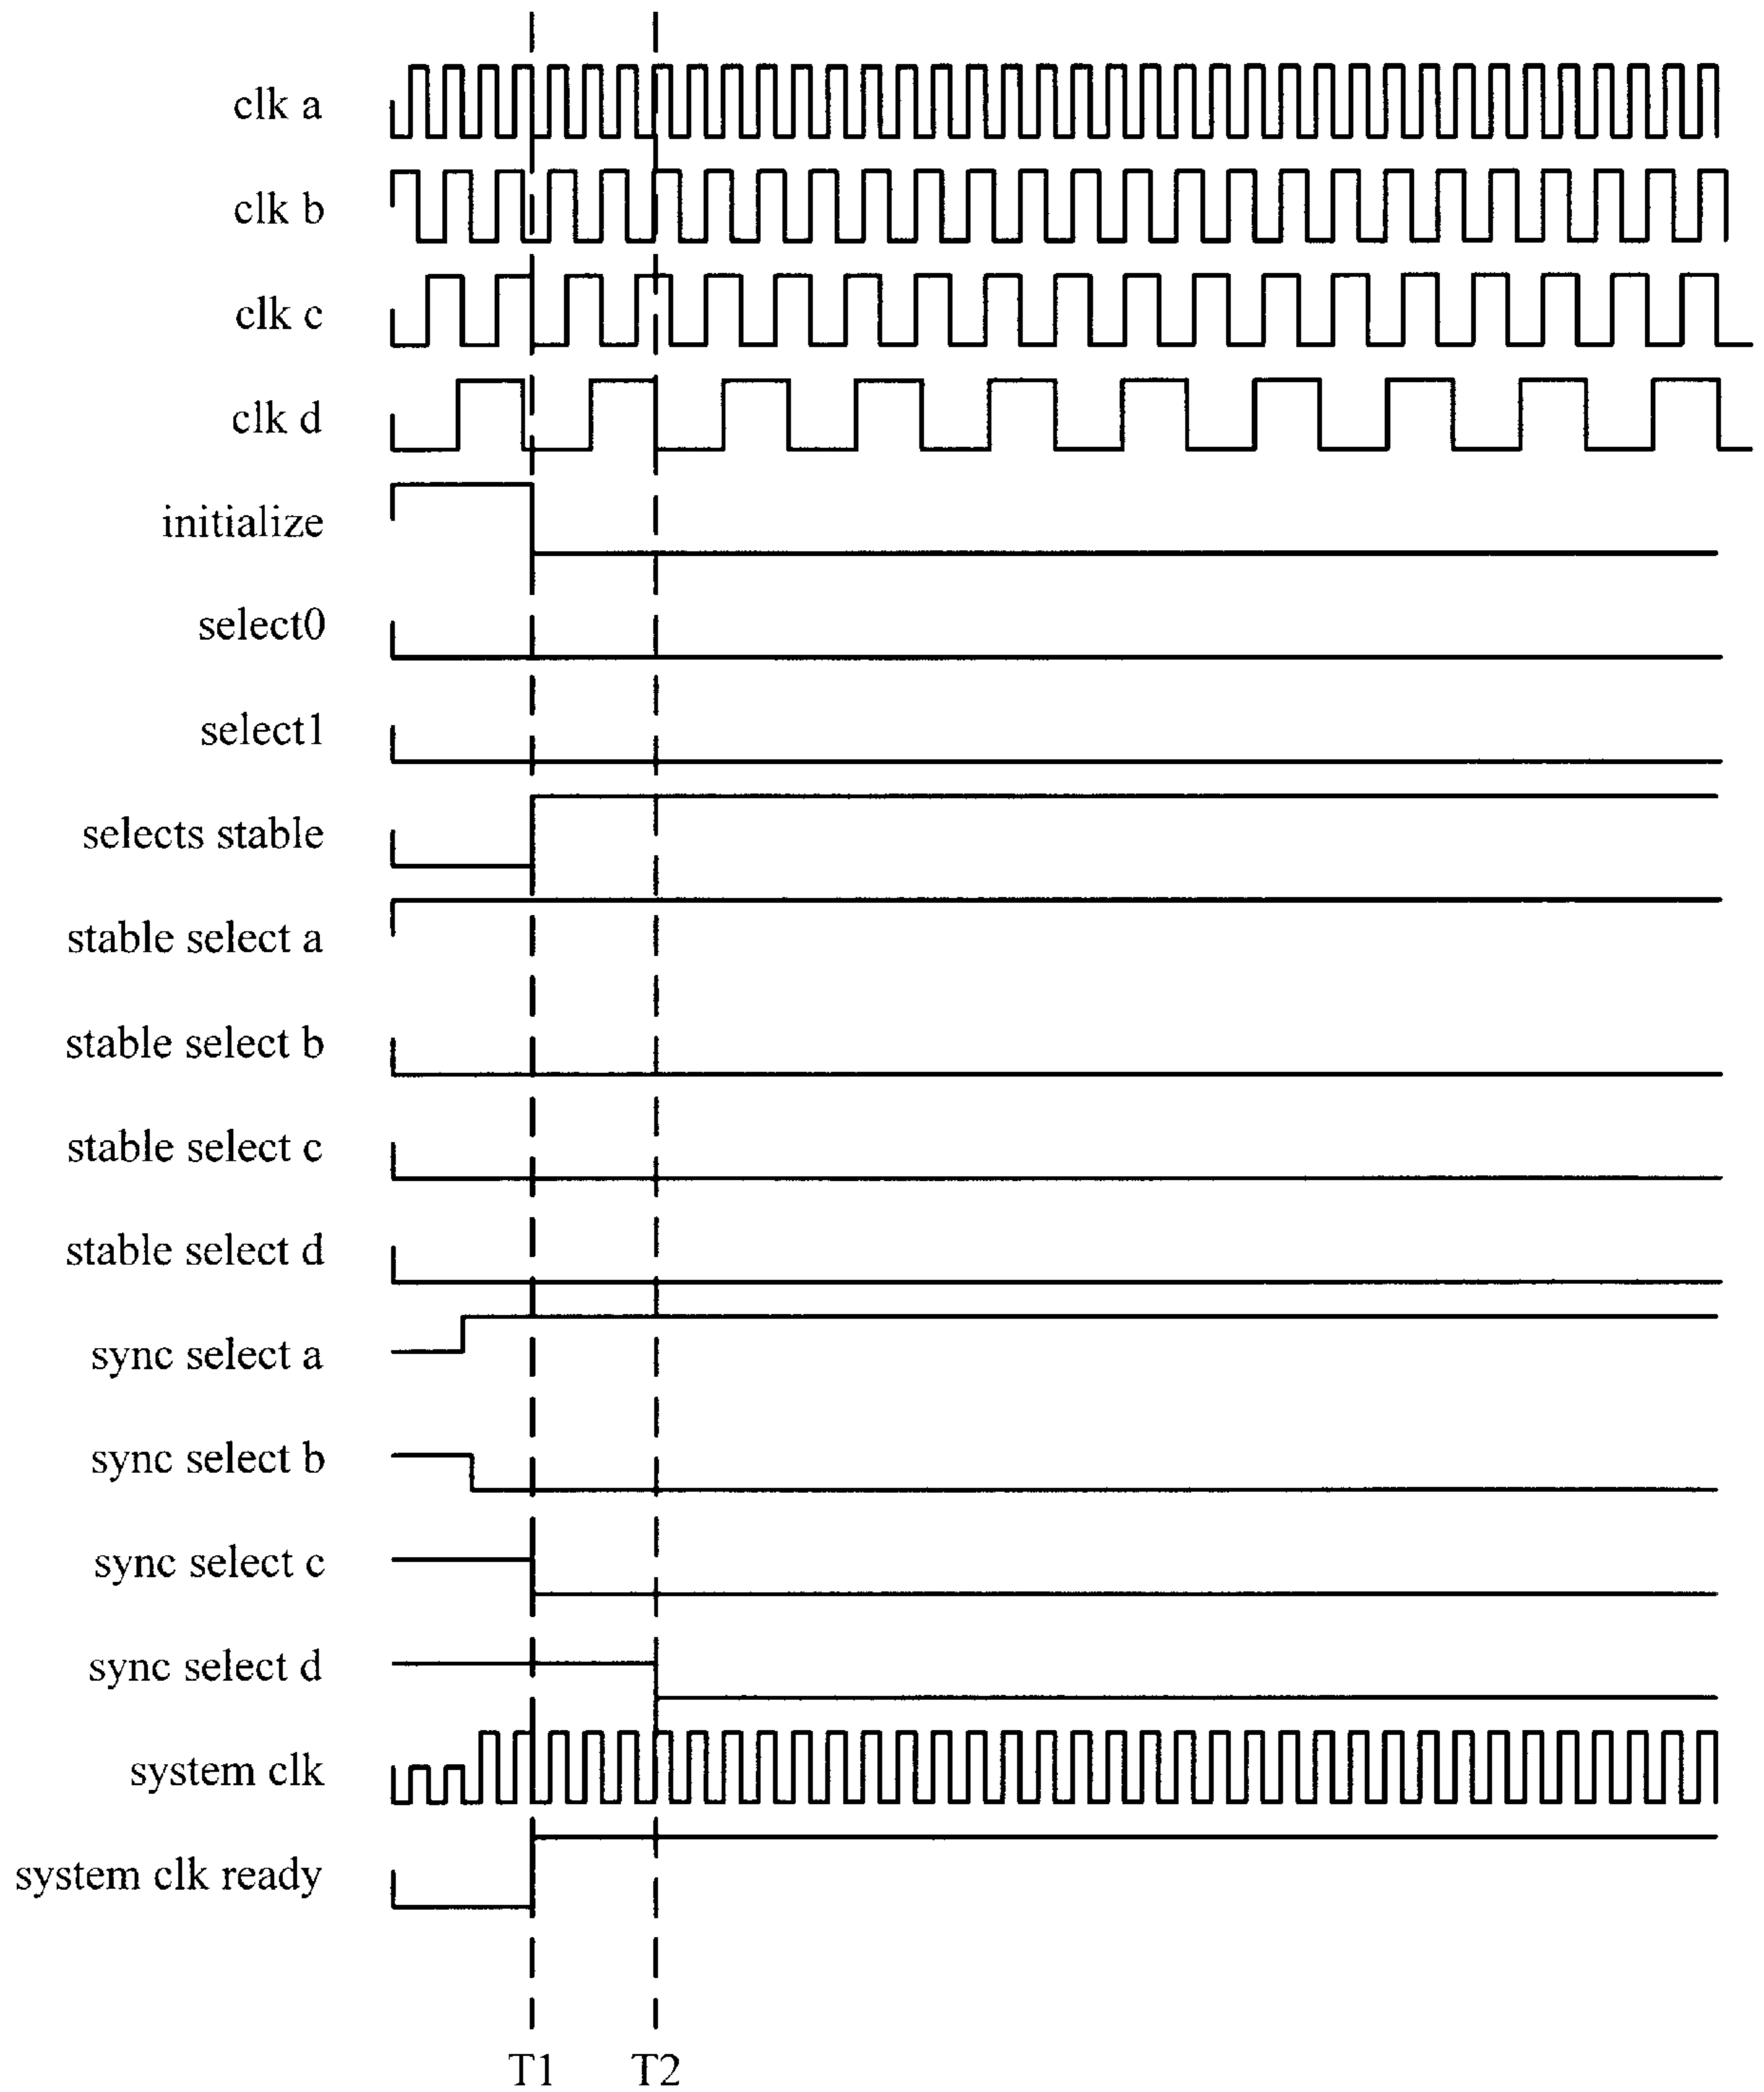 clk a
clk b
clk c
clk d
initialize
select0
select1
selects stable
stable select a
stable select b
stable select c
stable select d
sync select a
sync select b
sync select c
sync select d
system clk
system clk ready
T1 T2